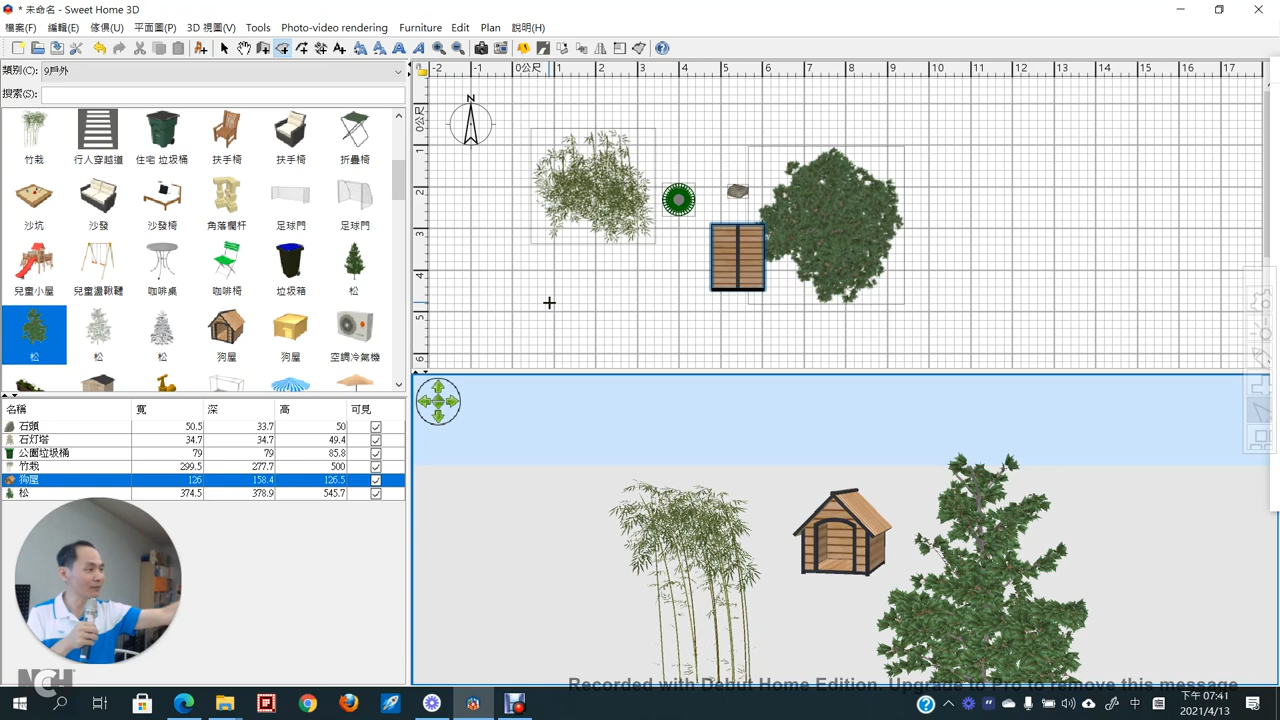 * 未命名 - Sweet Home 3D
檔案(F) 編輯(E) 傢俱(U) 平面圖(P) 3D 視圖(V) Tools Photo-video rendering Furniture Edit Plan 說明(H)
類別(C): 9戶外
搜索(S):
竹栽 行人穿越道 住宅 垃圾桶 扶手椅 扶手椅 折疊椅
沙坑 沙發 沙發椅 角落欄杆 足球門 足球門
兒童小屋 兒童盪鞦韆 咖啡桌 咖啡椅 垃圾箱 松
松 松 松 狗屋 狗屋 空調冷氣機
名稱 寬 深 高 可見
石頭 50.5 33.7 50
石灯塔 34.7 34.7 49.4
公園垃圾桶 79 79 85.8
竹栽 299.5 277.7 500
狗屋 126 158.4 126.5
松 374.5 378.9 545.7
-2 -1 0公尺 1 2 3 4 5 6 7 8 9 10 11 12 13 14 15 16 17
0公尺
1
2
3
4
5
6
N
NCH
Recorded with Debut Home Edition. Upgrade to Pro to remove this message
中
下午 07:41
2021/4/13